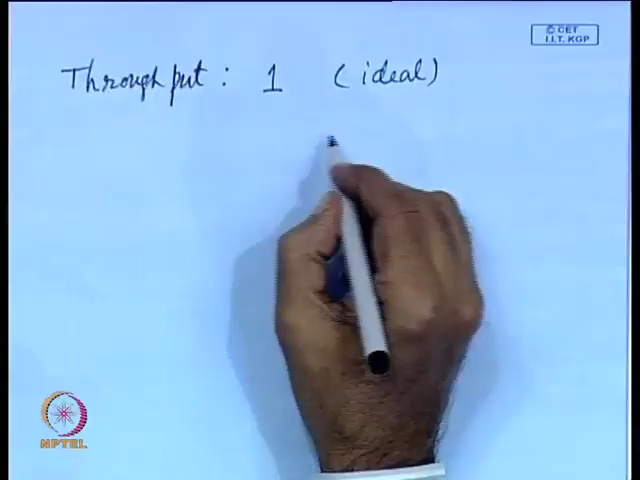 © CET
I.I.T. KGP
Throughput : 1 (ideal)
NPTEL